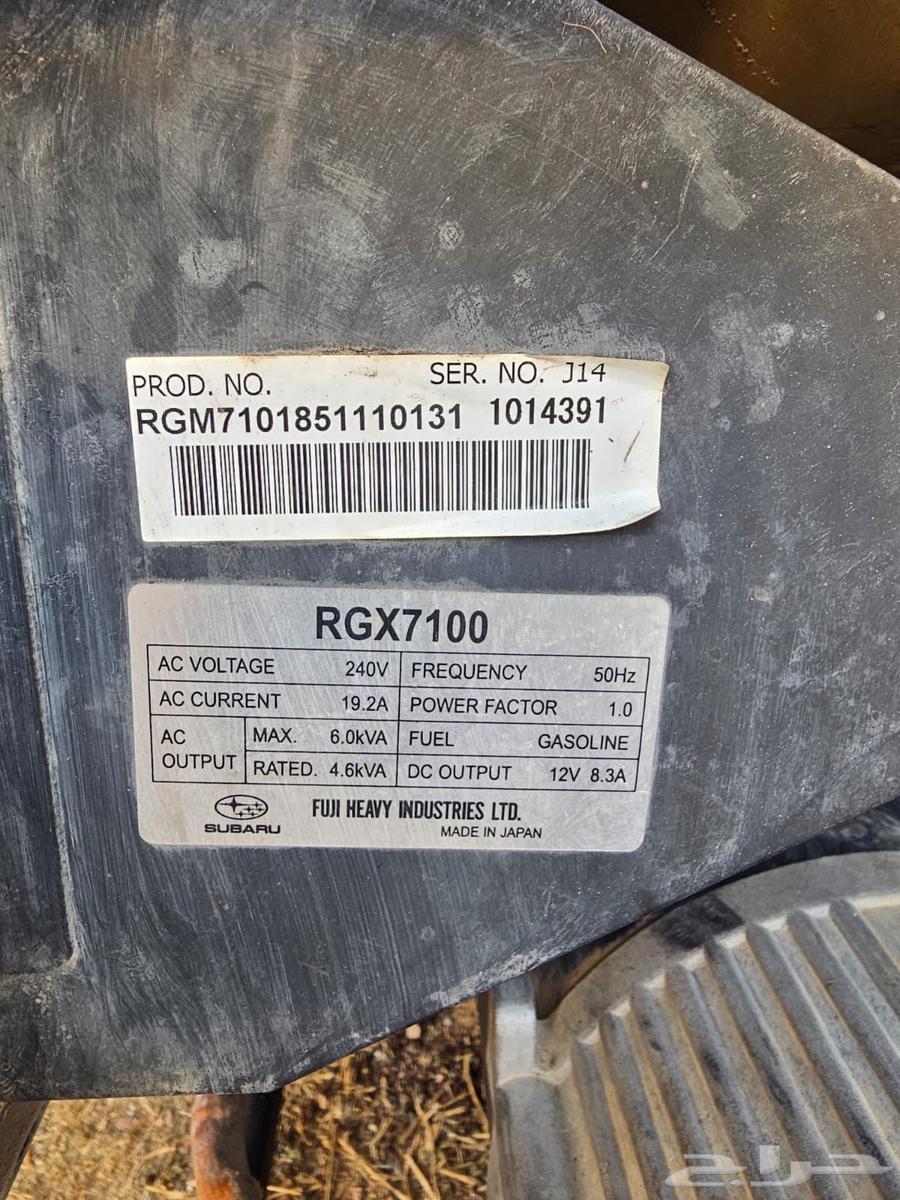 PROD. NO. SER. NO. J14
RGM7101851110131 1014391
RGX7100
AC VOLTAGE 240V FREQUENCY 50Hz
AC CURRENT 19.2A POWER FACTOR 1.0
AC OUTPUT MAX. 6.0kVA FUEL GASOLINE
RATED. 4.6kVA DC OUTPUT 12V 8.3A
SUBARU FUJI HEAVY INDUSTRIES LTD.
MADE IN JAPAN
حراج